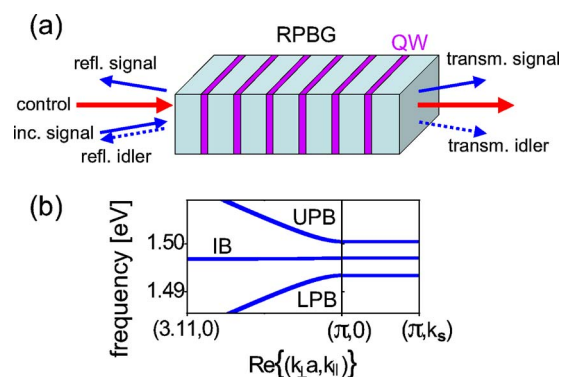 (a)
RPBG
QW
refl. signal
transm. signal
control
inc. signal
refl. idler
transm. idler
(b)
frequency [eV]
1.50
1.49
UPB
IB
LPB
(3.11,0)
(π,0)
(π,kₛ)
Re{(k⊥a,k∥)}